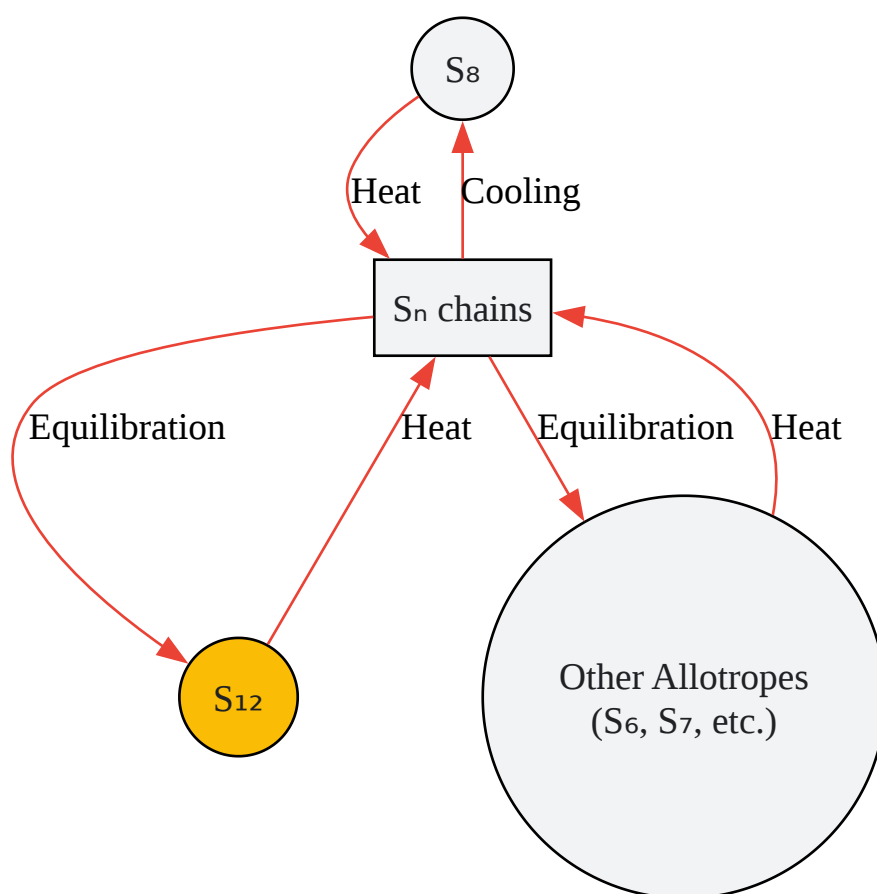 S₈
Heat
Cooling
Sₙ chains
Equilibration
Heat
Equilibration
Heat
S₁₂
Other Allotropes
(S₆, S₇, etc.)